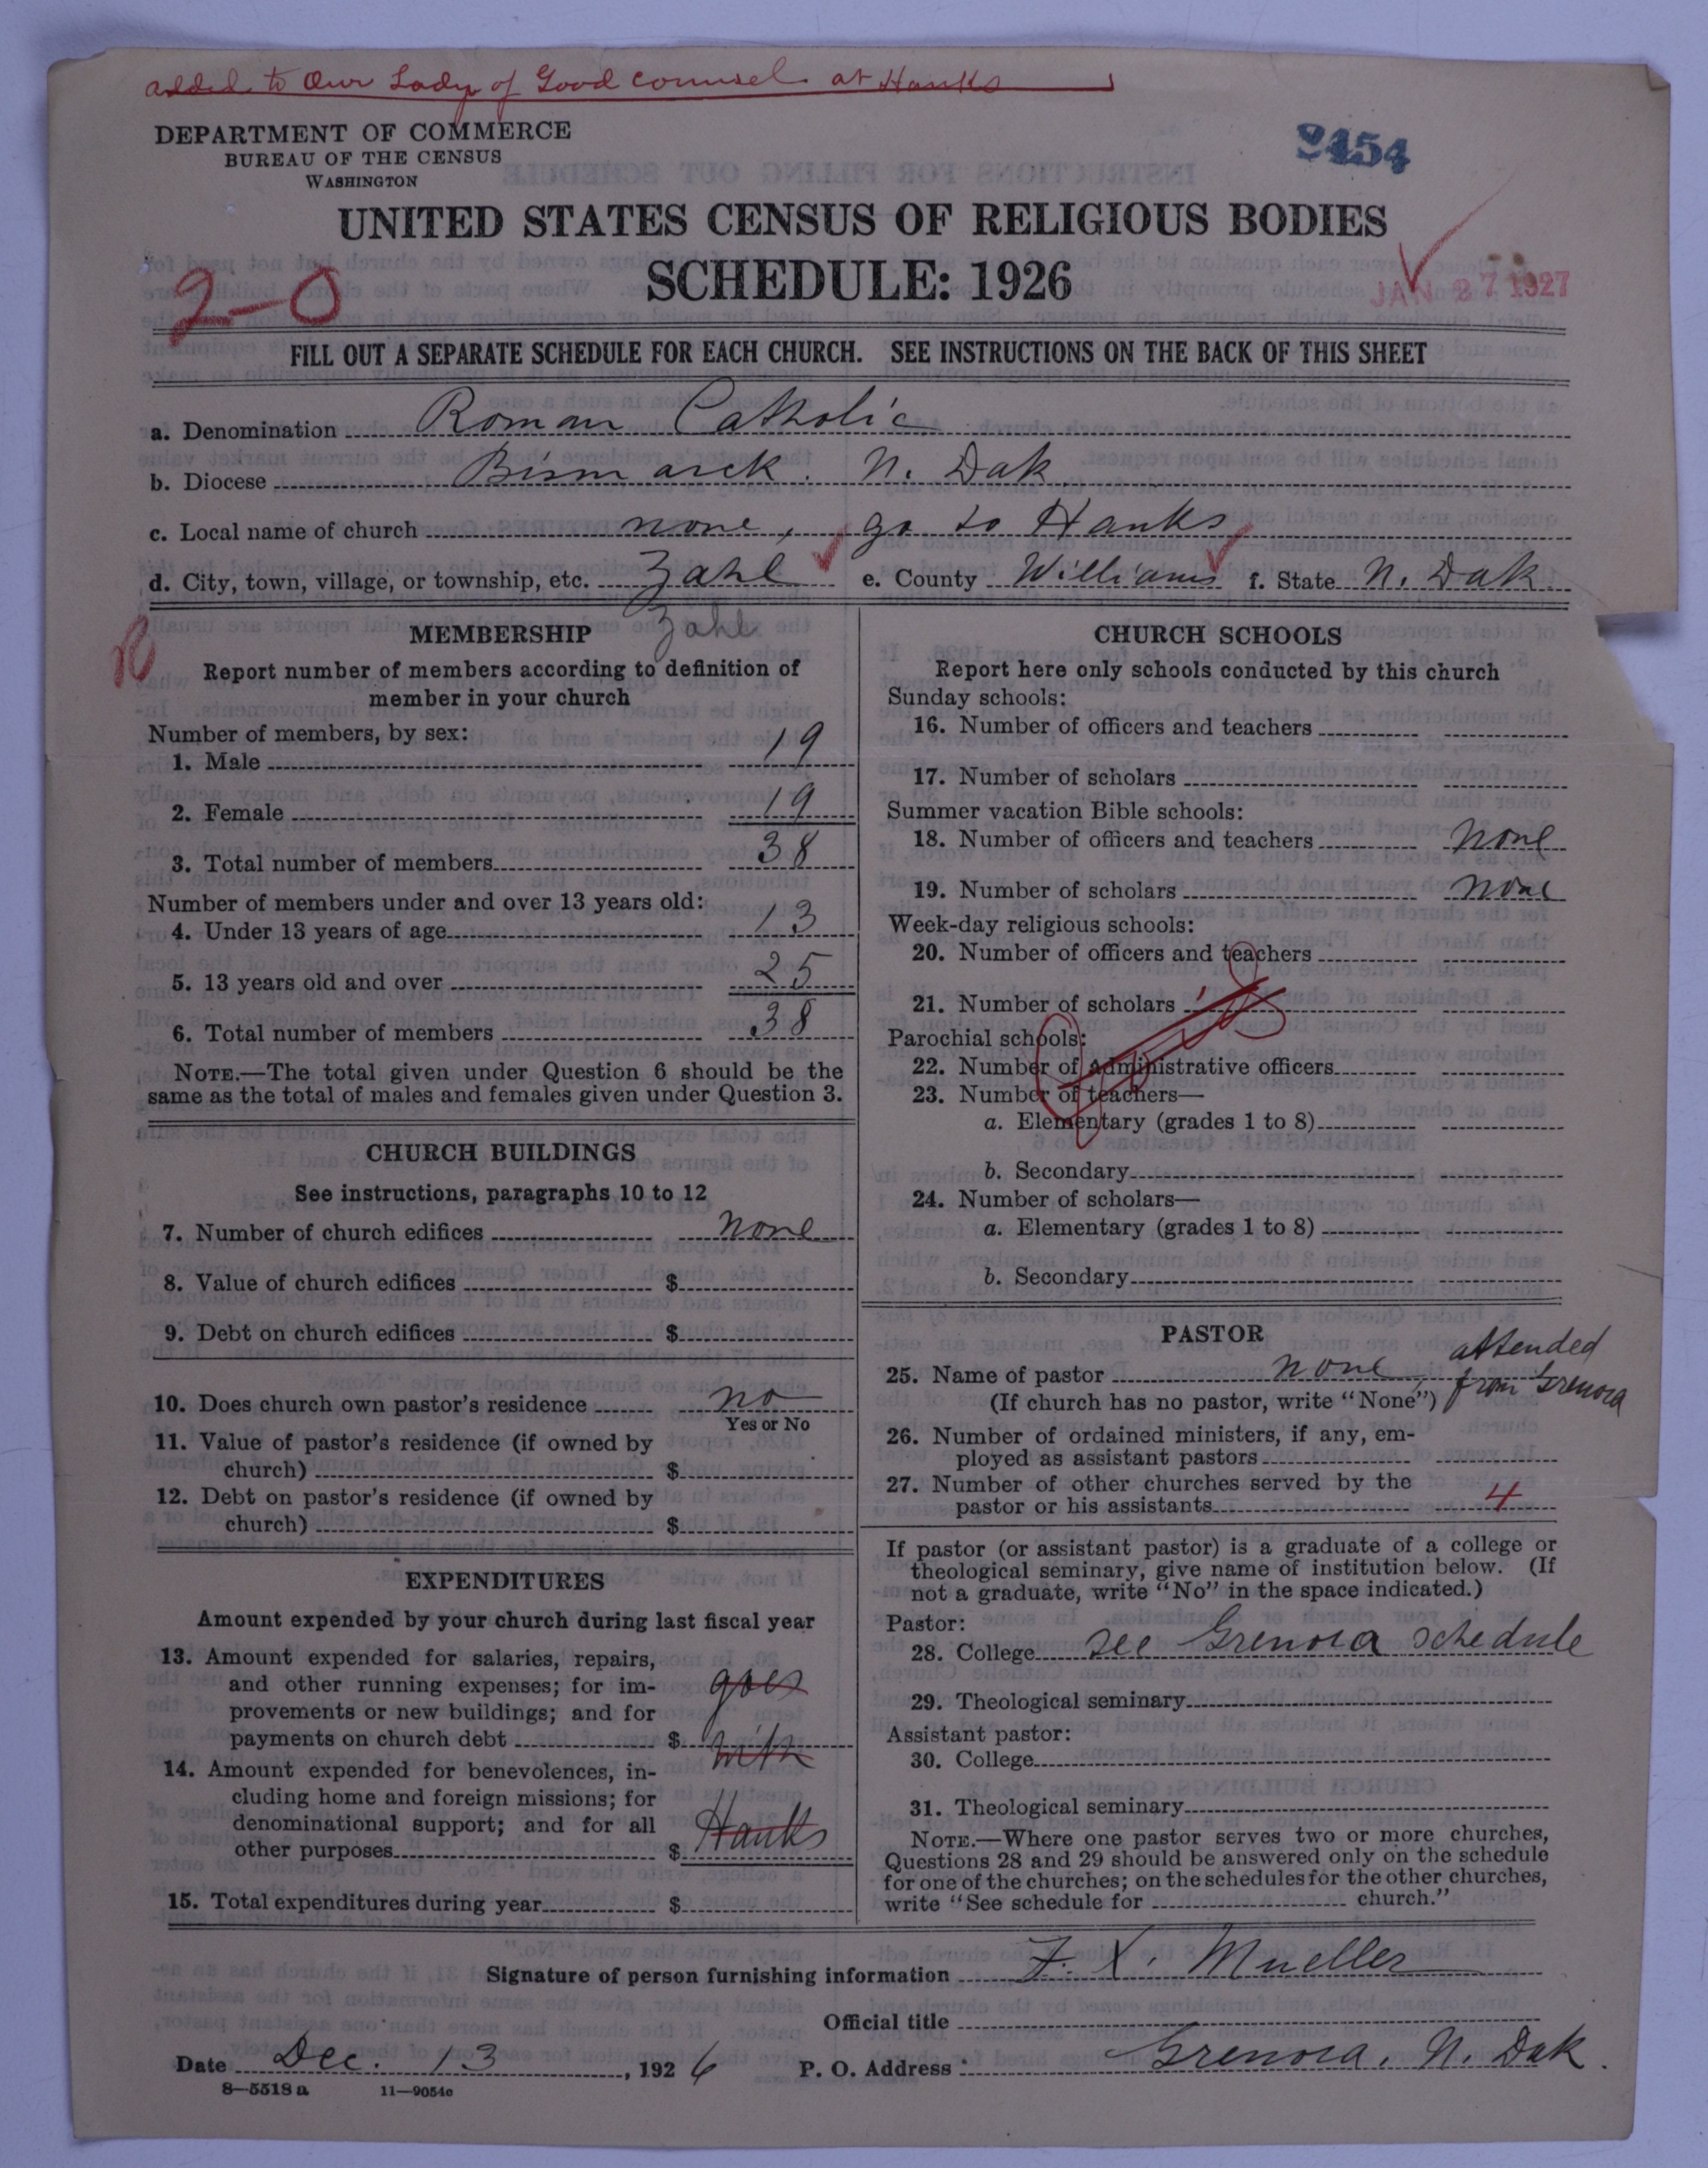 added to Our Lady of Good Counsel at Hanks
DEPARTMENT OF COMMERCE
BUREAU OF THE CENSUS
WASHINGTON
UNITED STATES CENSUS OF RELIGIOUS BODIES
SCHEDULE: 1926
2-0
JAN 27 1927
FILL OUT A SEPARATE SCHEDULE FOR EACH CHURCH. SEE INSTRUCTIONS ON THE BACK OF THIS SHEET
a. Denomination Roman Catholic
b. Diocese Bismarck. N. Dak
c. Local name of church none, go to Hanks
d. City, town, village, or township, etc. Zahl e. County Williams f. State N. Dak.
Zahl
MEMBERSHIP
Report number of members according to definition of
member in your church
Number of members, by sex:
1. Male 19
2. Female 19
3. Total number of members 38
Number of members under and over 13 years old:
4. Under 13 years of age 13
5. 13 years old and over 25
6. Total number of members 38
NOTE.—The total given under Question 6 should be the
same as the total of males and females given under Question 3.
CHURCH BUILDINGS
See instructions, paragraphs 10 to 12
7. Number of church edifices none
8. Value of church edifices $
9. Debt on church edifices $
10. Does church own pastor's residence no
Yes or No
11. Value of pastor's residence (if owned by
church) $
12. Debt on pastor's residence (if owned by
church) $
EXPENDITURES
Amount expended by your church during last fiscal year
13. Amount expended for salaries, repairs,
and other running expenses; for im- goes
provements or new buildings; and for
payments on church debt $ with
14. Amount expended for benevolences, in-
cluding home and foreign missions; for
denominational support; and for all Hanks
other purposes $
15. Total expenditures during year $
CHURCH SCHOOLS
Report here only schools conducted by this church
Sunday schools:
16. Number of officers and teachers
17. Number of scholars
Summer vacation Bible schools:
18. Number of officers and teachers none
19. Number of scholars none
Week-day religious schools:
20. Number of officers and teachers
21. Number of scholars
Parochial schools:
22. Number of administrative officers
23. Number of teachers—
a. Elementary (grades 1 to 8)
b. Secondary
24. Number of scholars—
a. Elementary (grades 1 to 8)
b. Secondary
PASTOR
attended
25. Name of pastor none from Grenora
(If church has no pastor, write "None")
26. Number of ordained ministers, if any, em-
ployed as assistant pastors
27. Number of other churches served by the
pastor or his assistants 4
If pastor (or assistant pastor) is a graduate of a college or
theological seminary, give name of institution below. (If
not a graduate, write "No" in the space indicated.)
Pastor:
28. College see Grenora schedule
29. Theological seminary
Assistant pastor:
30. College
31. Theological seminary
NOTE.—Where one pastor serves two or more churches,
Questions 28 and 29 should be answered only on the schedule
for one of the churches; on the schedules for the other churches,
write "See schedule for church."
Signature of person furnishing information F. X. Mueller
Official title
Date Dec. 13, 1926 P. O. Address Grenora, N. Dak.
8—5518 a 11—9054c